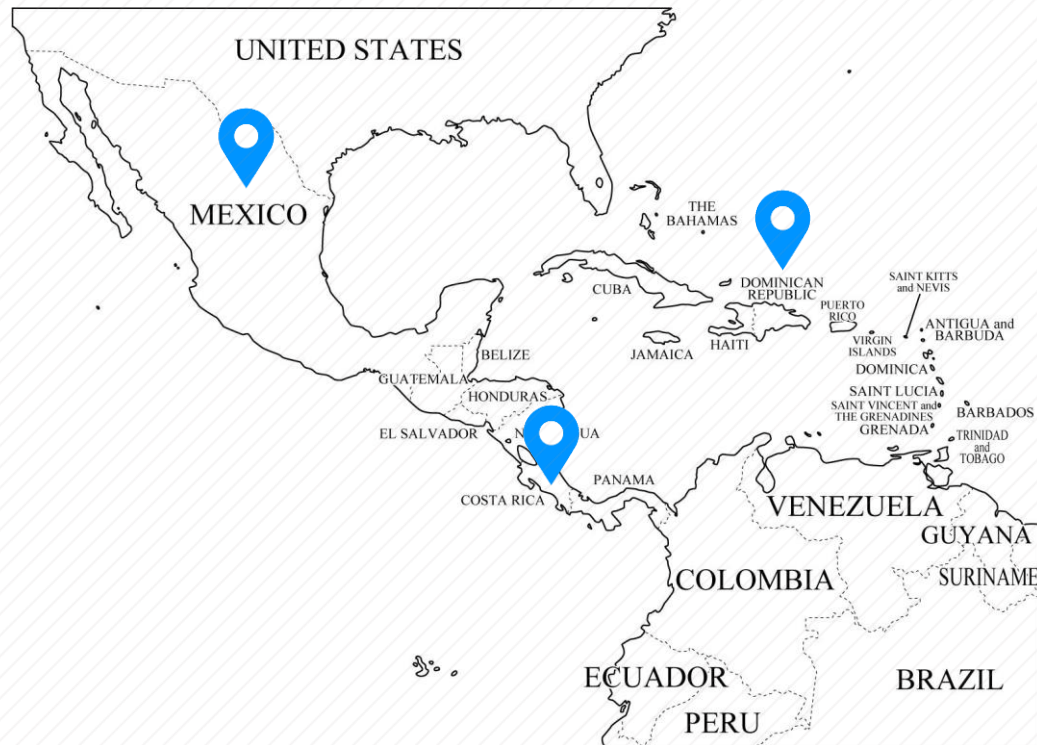 UNITED STATES
MEXICO
THE
BAHAMAS
CUBA
DOMINICAN
REPUBLIC
SAINT KITTS
and NEVIS
PUERTO
RICO
JAMAICA
HAITI
VIRGIN
ISLANDS
ANTIGUA and
BARBUDA
BELIZE
DOMINICA
GUATEMALA
HONDURAS
SAINT LUCIA
SAINT VINCENT and
THE GRENADINES
BARBADOS
EL SALVADOR
GRENADA
TRINIDAD
and
TOBAGO
COSTA RICA
PANAMA
VENEZUELA
GUYANA
COLOMBIA
SURINAME
ECUADOR
BRAZIL
PERU